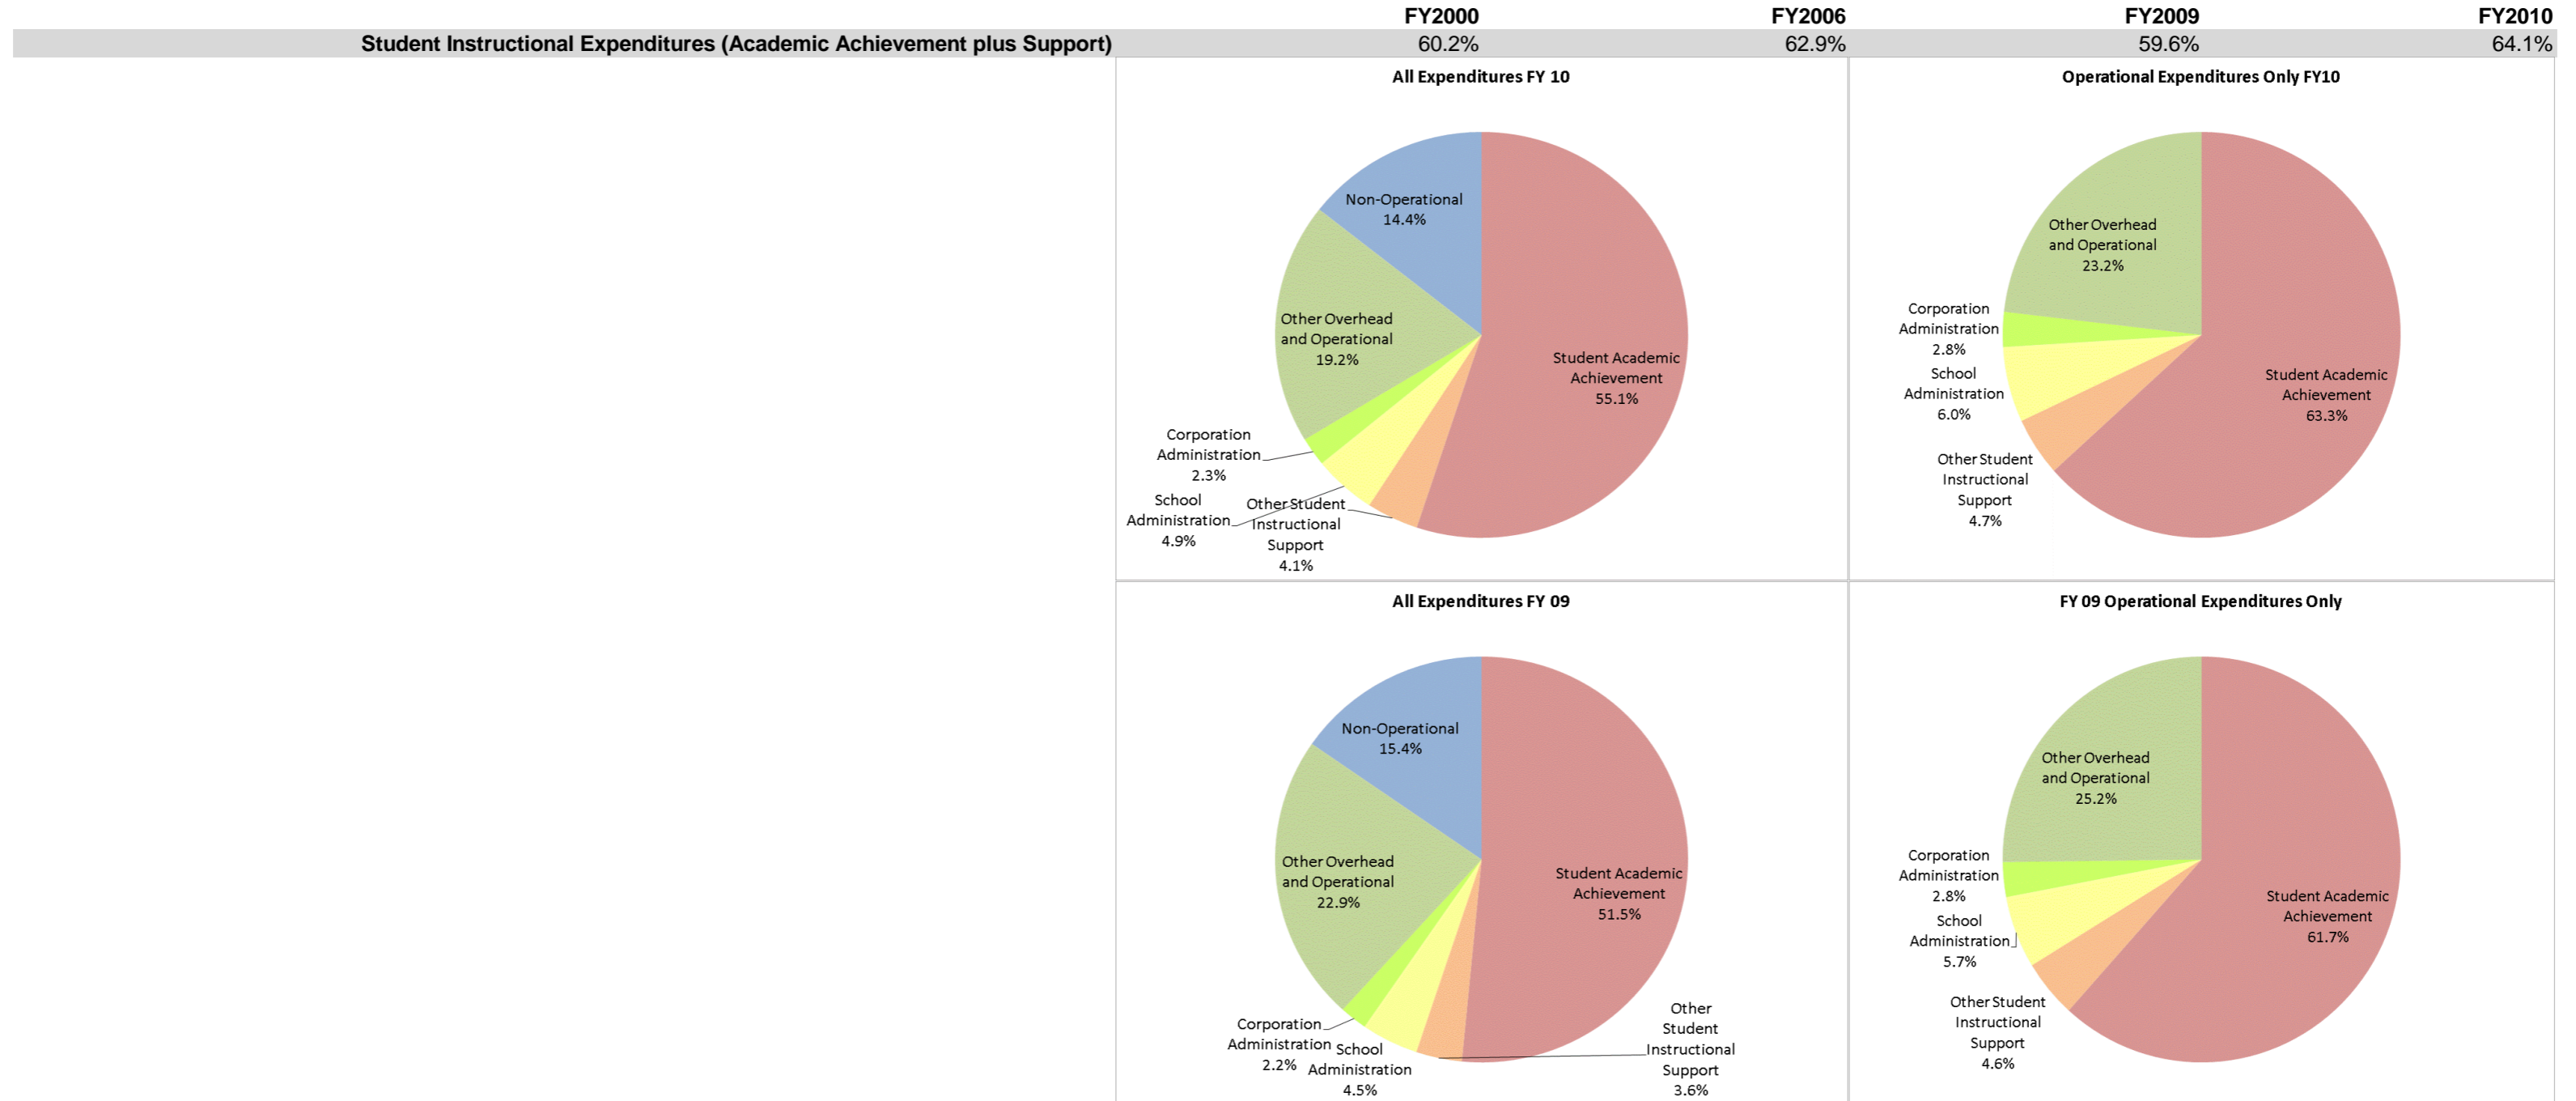 FY2000 FY2006 FY2009 FY2010
Student Instructional Expenditures (Academic Achievement plus Support) 60.2% 62.9% 59.6% 64.1%
All Expenditures FY 10
Non-Operational
14.4%
Other Overhead
and Operational
19.2%
Student Academic
Achievement
55.1%
Corporation
Administration
2.3%
School
Administration
4.9%
Other Student
Instructional
Support
4.1%
Operational Expenditures Only FY10
Other Overhead
and Operational
23.2%
Corporation
Administration
2.8%
School
Administration
6.0%
Student Academic
Achievement
63.3%
Other Student
Instructional
Support
4.7%
All Expenditures FY 09
Non-Operational
15.4%
Other Overhead
and Operational
22.9%
Student Academic
Achievement
51.5%
Corporation
Administration
2.2%
School
Administration
4.5%
Other
Student
Instructional
Support
3.6%
FY 09 Operational Expenditures Only
Other Overhead
and Operational
25.2%
Corporation
Administration
2.8%
School
Administration
5.7%
Student Academic
Achievement
61.7%
Other Student
Instructional
Support
4.6%